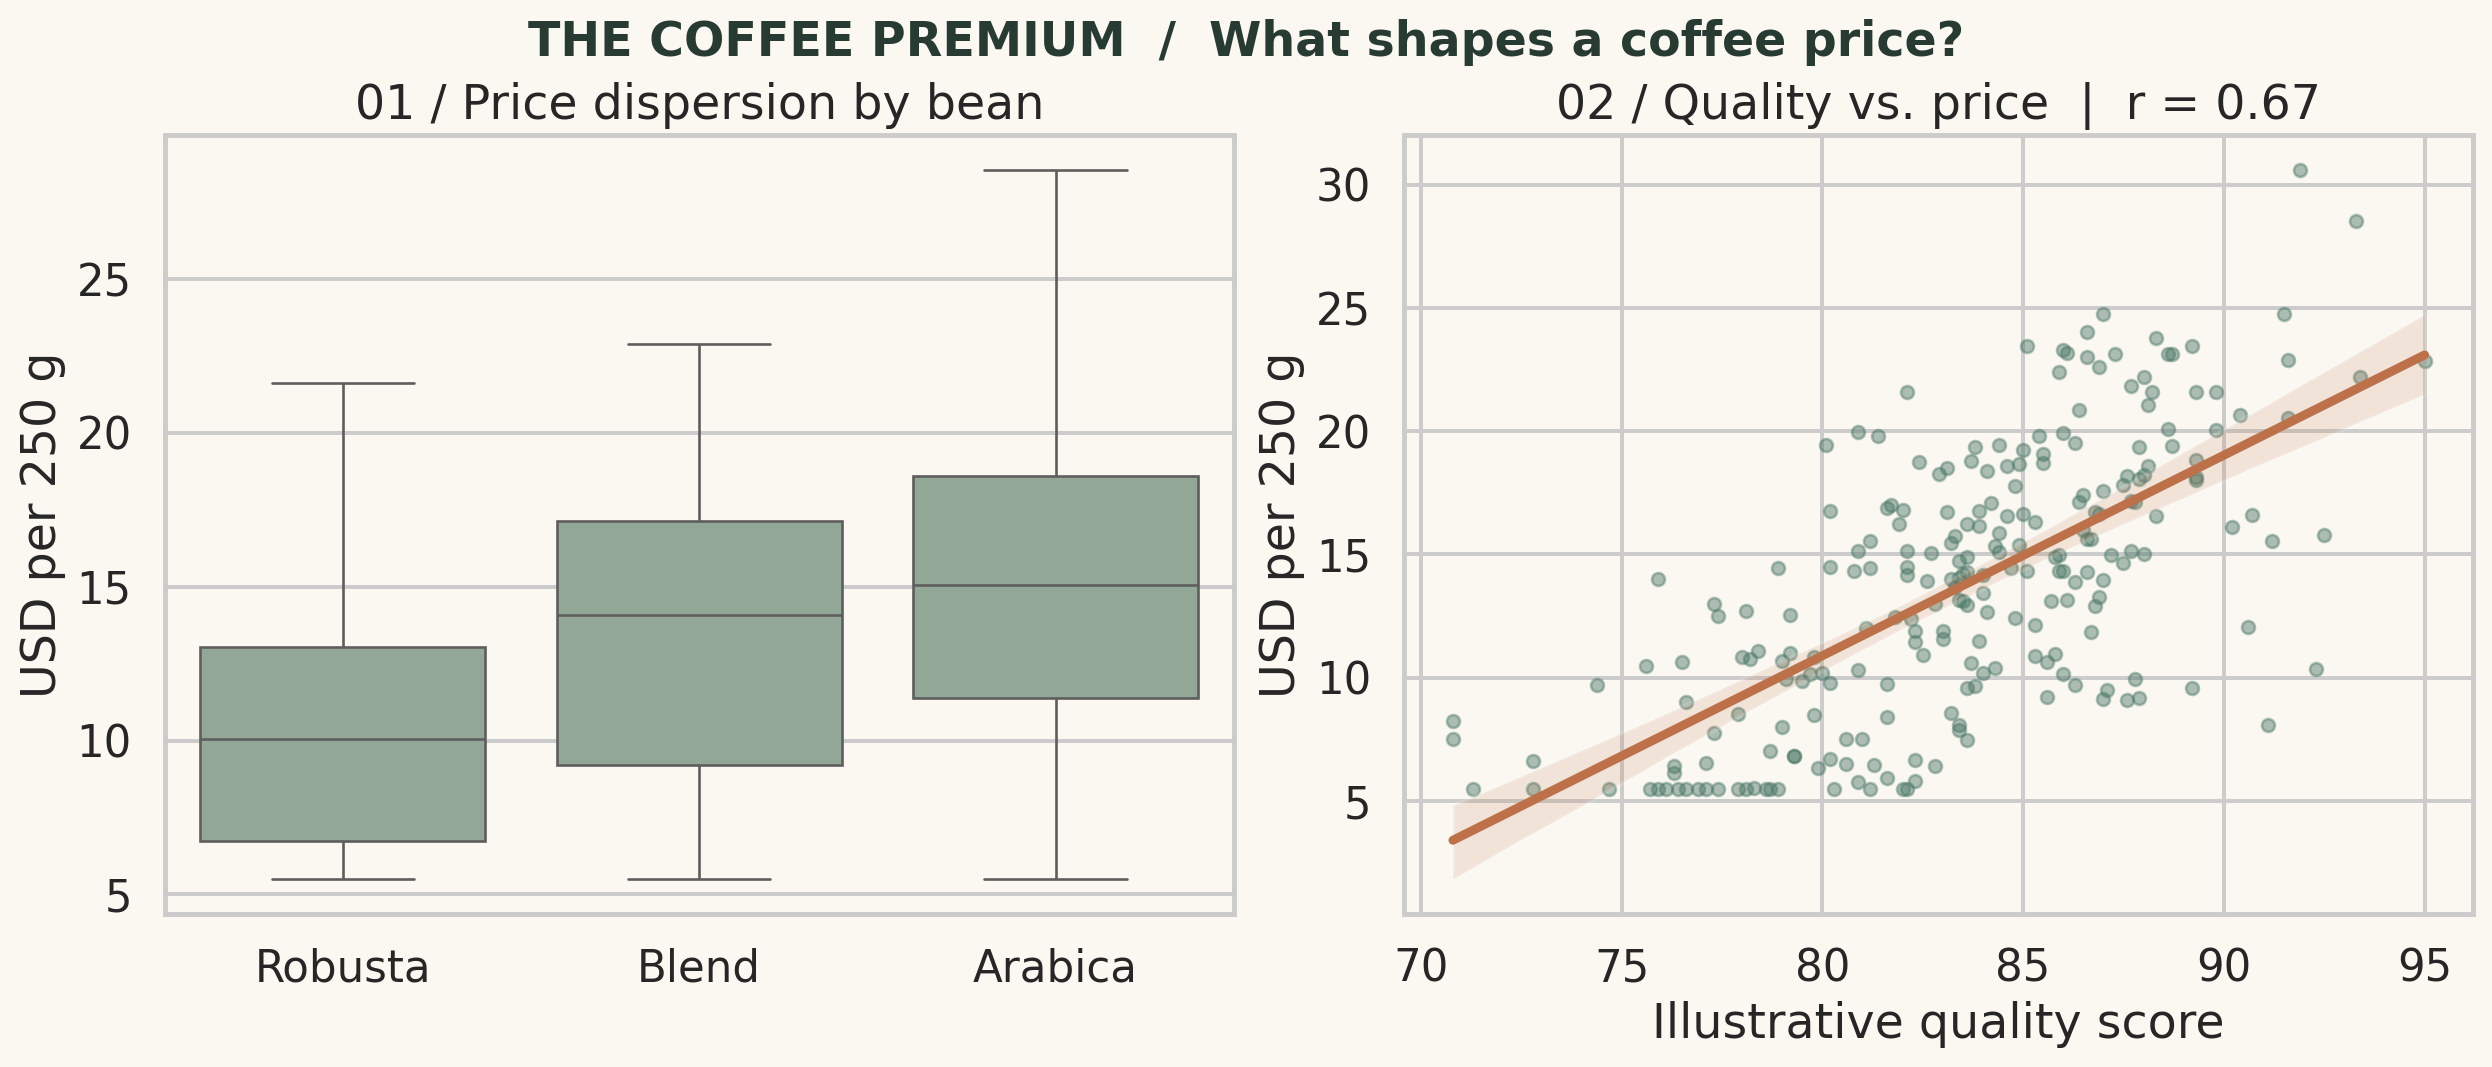 THE COFFEE PREMIUM / What shapes a coffee price?
01 / Price dispersion by bean
USD per 250 g
25
20
15
10
5
Robusta Blend Arabica
02 / Quality vs. price | r = 0.67
USD per 250 g
30
25
20
15
10
5
70 75 80 85 90 95
Illustrative quality score